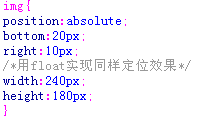 img{
position:absolute;
bottom:20px;
right:10px;
/*用float实现同样定位效果*/
width:240px;
height:180px;
}